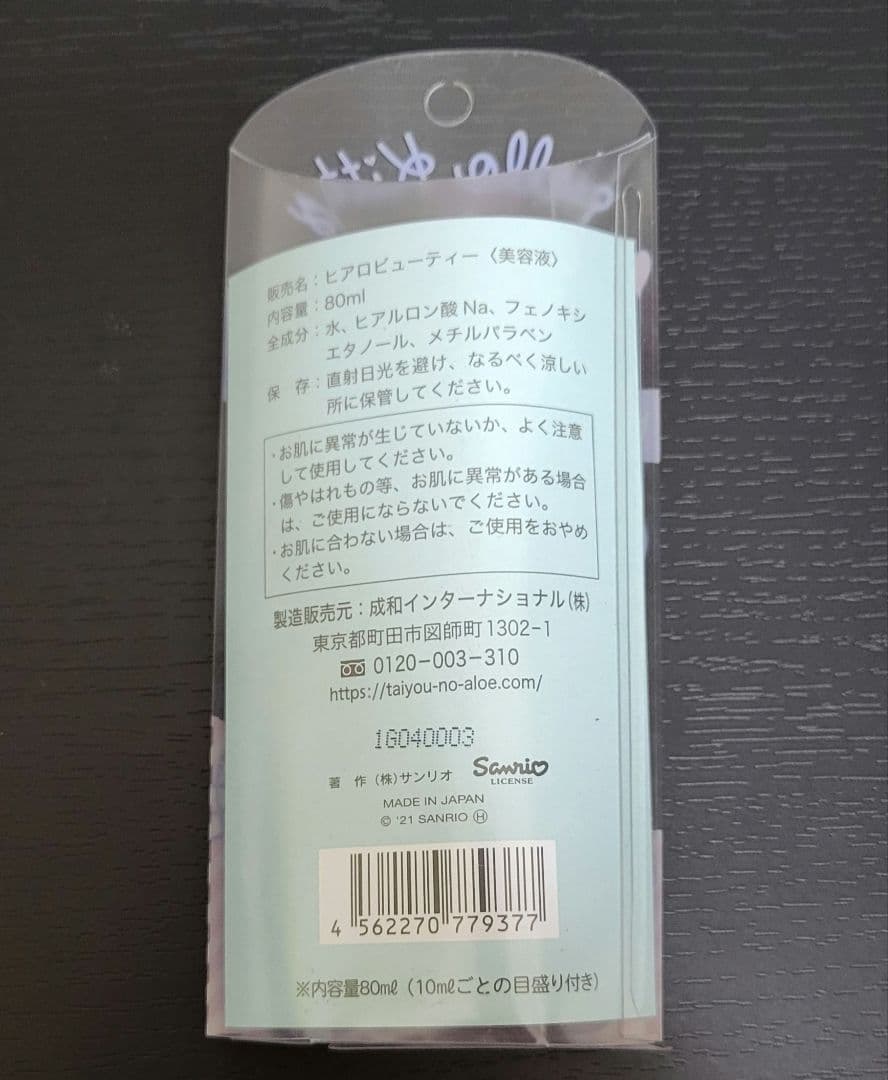 販売名：ヒアロビューティー〈美容液〉
内容量：80ml
全成分：水、ヒアルロン酸Na、フェノキシ
エタノール、メチルパラベン
保　存：直射日光を避け、なるべく涼しい
所に保管してください。
・お肌に異常が生じていないか、よく注意
して使用してください。
・傷やはれもの等、お肌に異常がある場合
は、ご使用にならないでください。
・お肌に合わない場合は、ご使用をおやめ
ください。
製造販売元：成和インターナショナル(株)
東京都町田市図師町1302-1
0120-003-310
https://taiyou-no-aloe.com/
1G040003
著　作 (株)サンリオ Sanrio
LICENSE
MADE IN JAPAN
© '21 SANRIO Ⓗ
4 562270 779377
※内容量80mℓ（10mℓごとの目盛り付き）